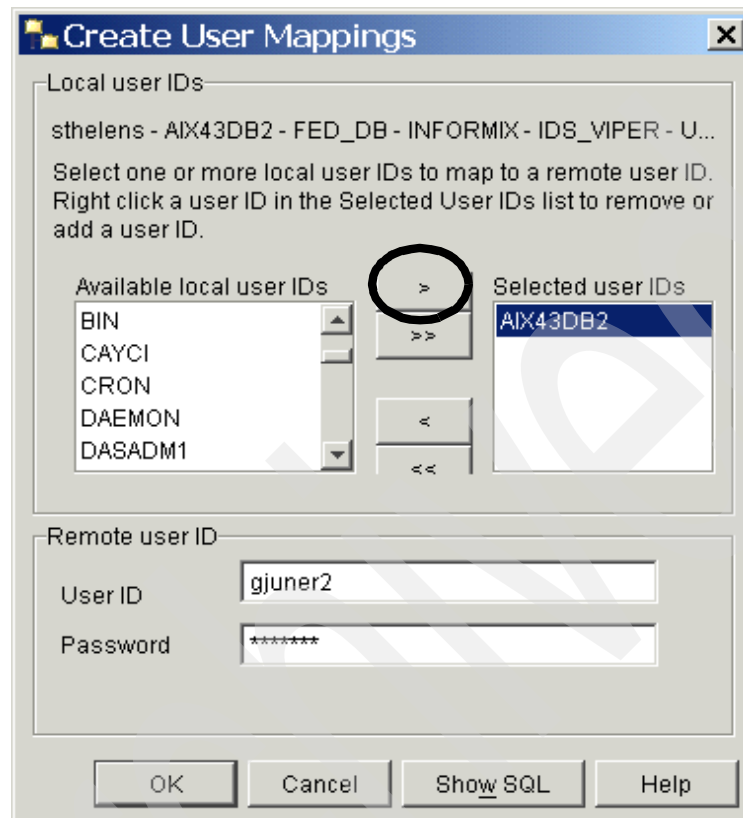 Create User Mappings
Local user IDs
sthelens - AIX43DB2 - FED_DB - INFORMIX - IDS_VIPER - U...
Select one or more local user IDs to map to a remote user ID.
Right click a user ID in the Selected User IDs list to remove or
add a user ID.
Available local user IDs > Selected user IDs
BIN AIX43DB2
>>
CAYCI
CRON
DAEMON <
DASADM1
<<
Remote user ID
User ID gjuner2
Password *******
OK Cancel Show SQL Help